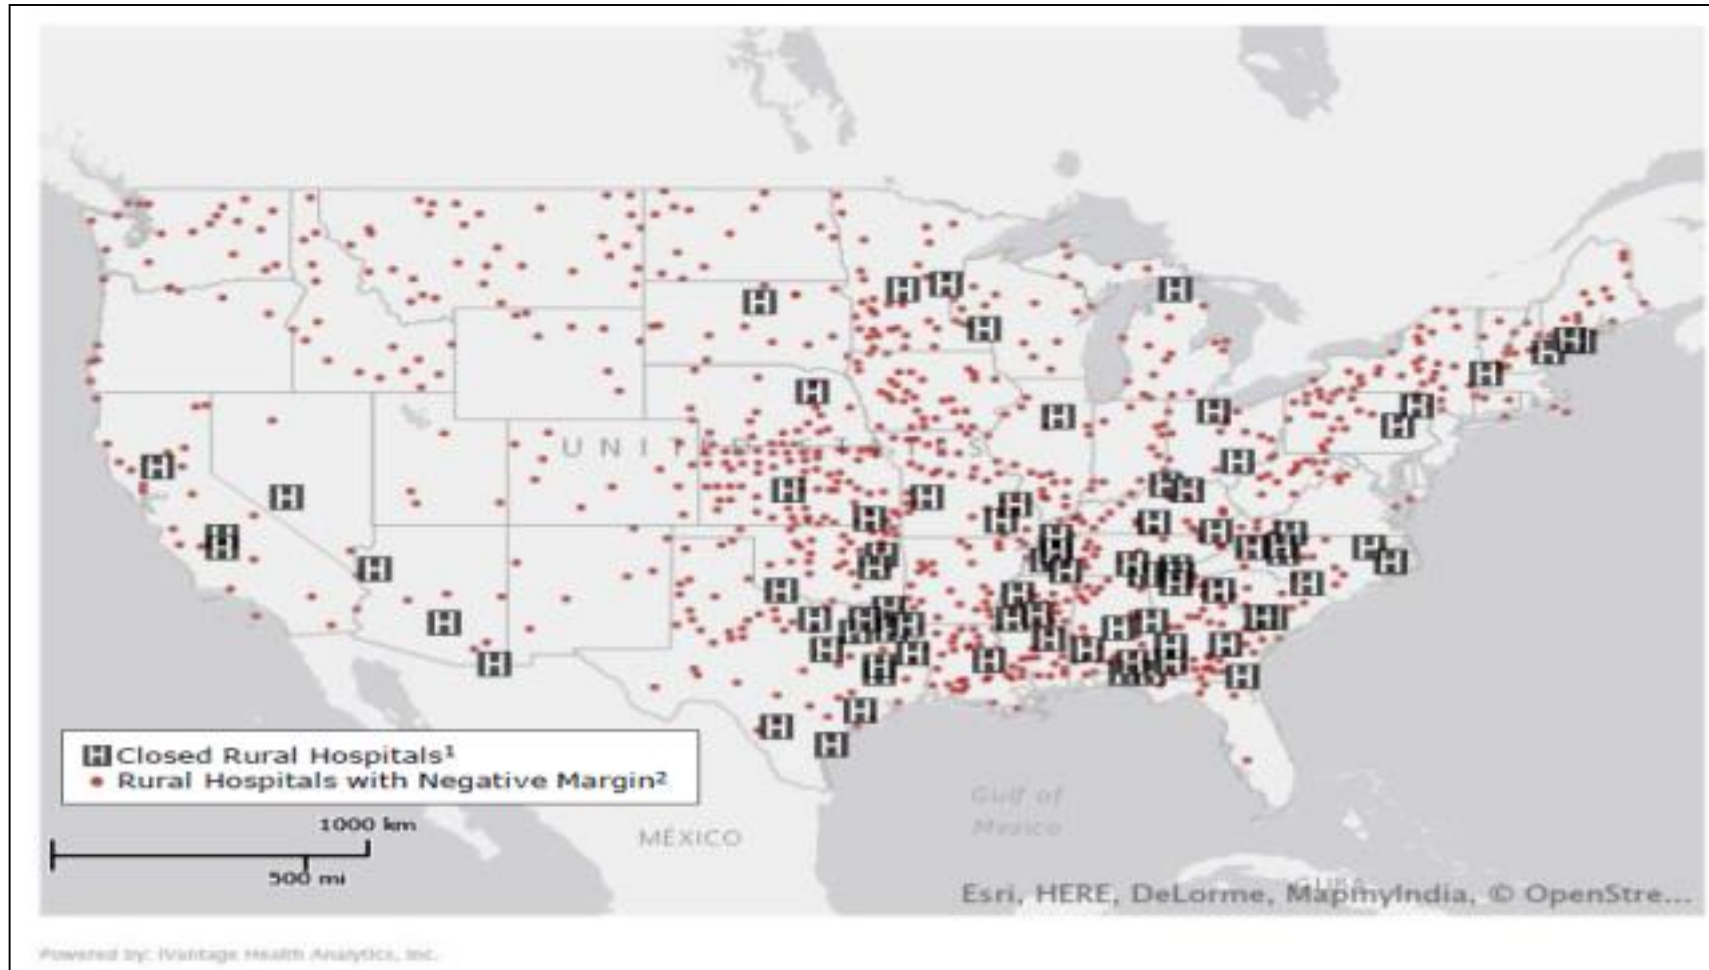 UNITED STATES
H Closed Rural Hospitals¹
• Rural Hospitals with Negative Margin²
1000 km
500 mi
MÉXICO
Gulf of
Mexico
CUBA
Esri, HERE, DeLorme, MapmyIndia, © OpenStre...
Powered by: iVantage Health Analytics, Inc.